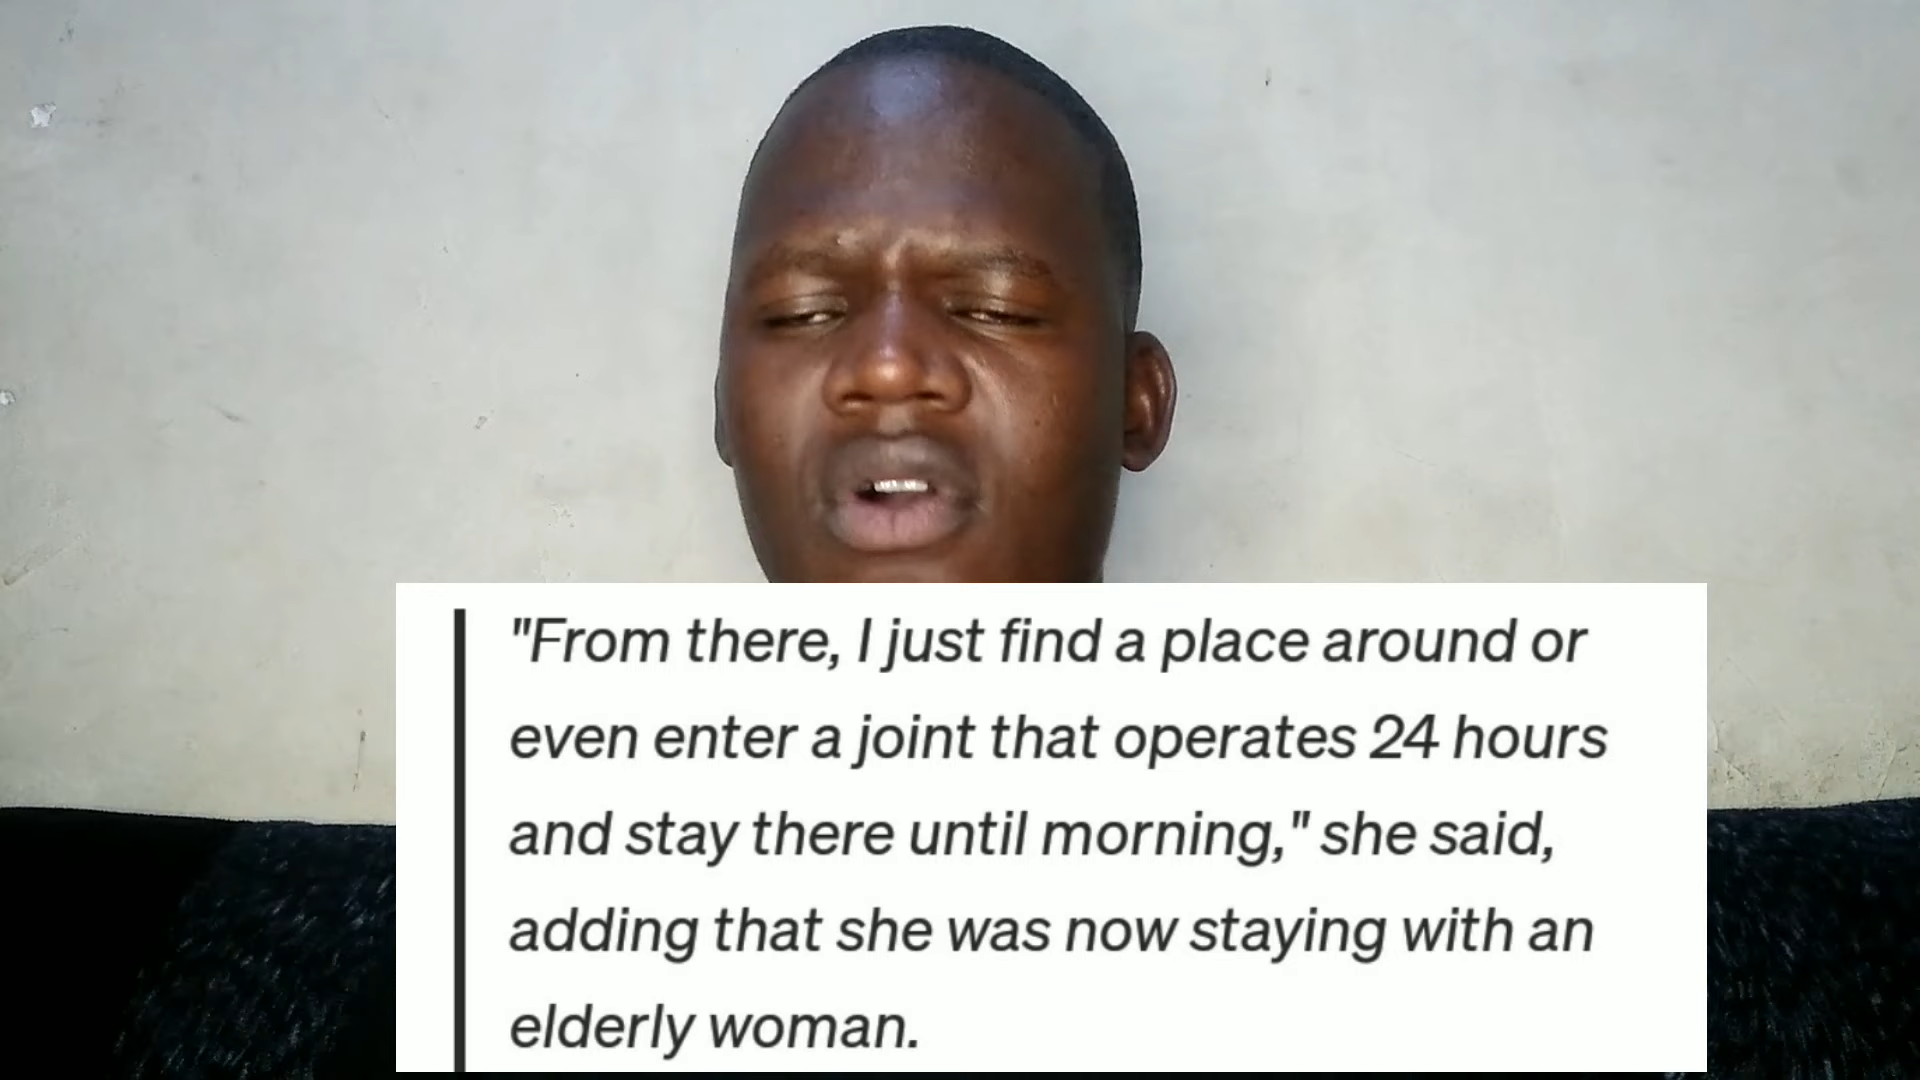 "From there, I just find a place around or
even enter a joint that operates 24 hours
and stay there until morning," she said,
adding that she was now staying with an
elderly woman.